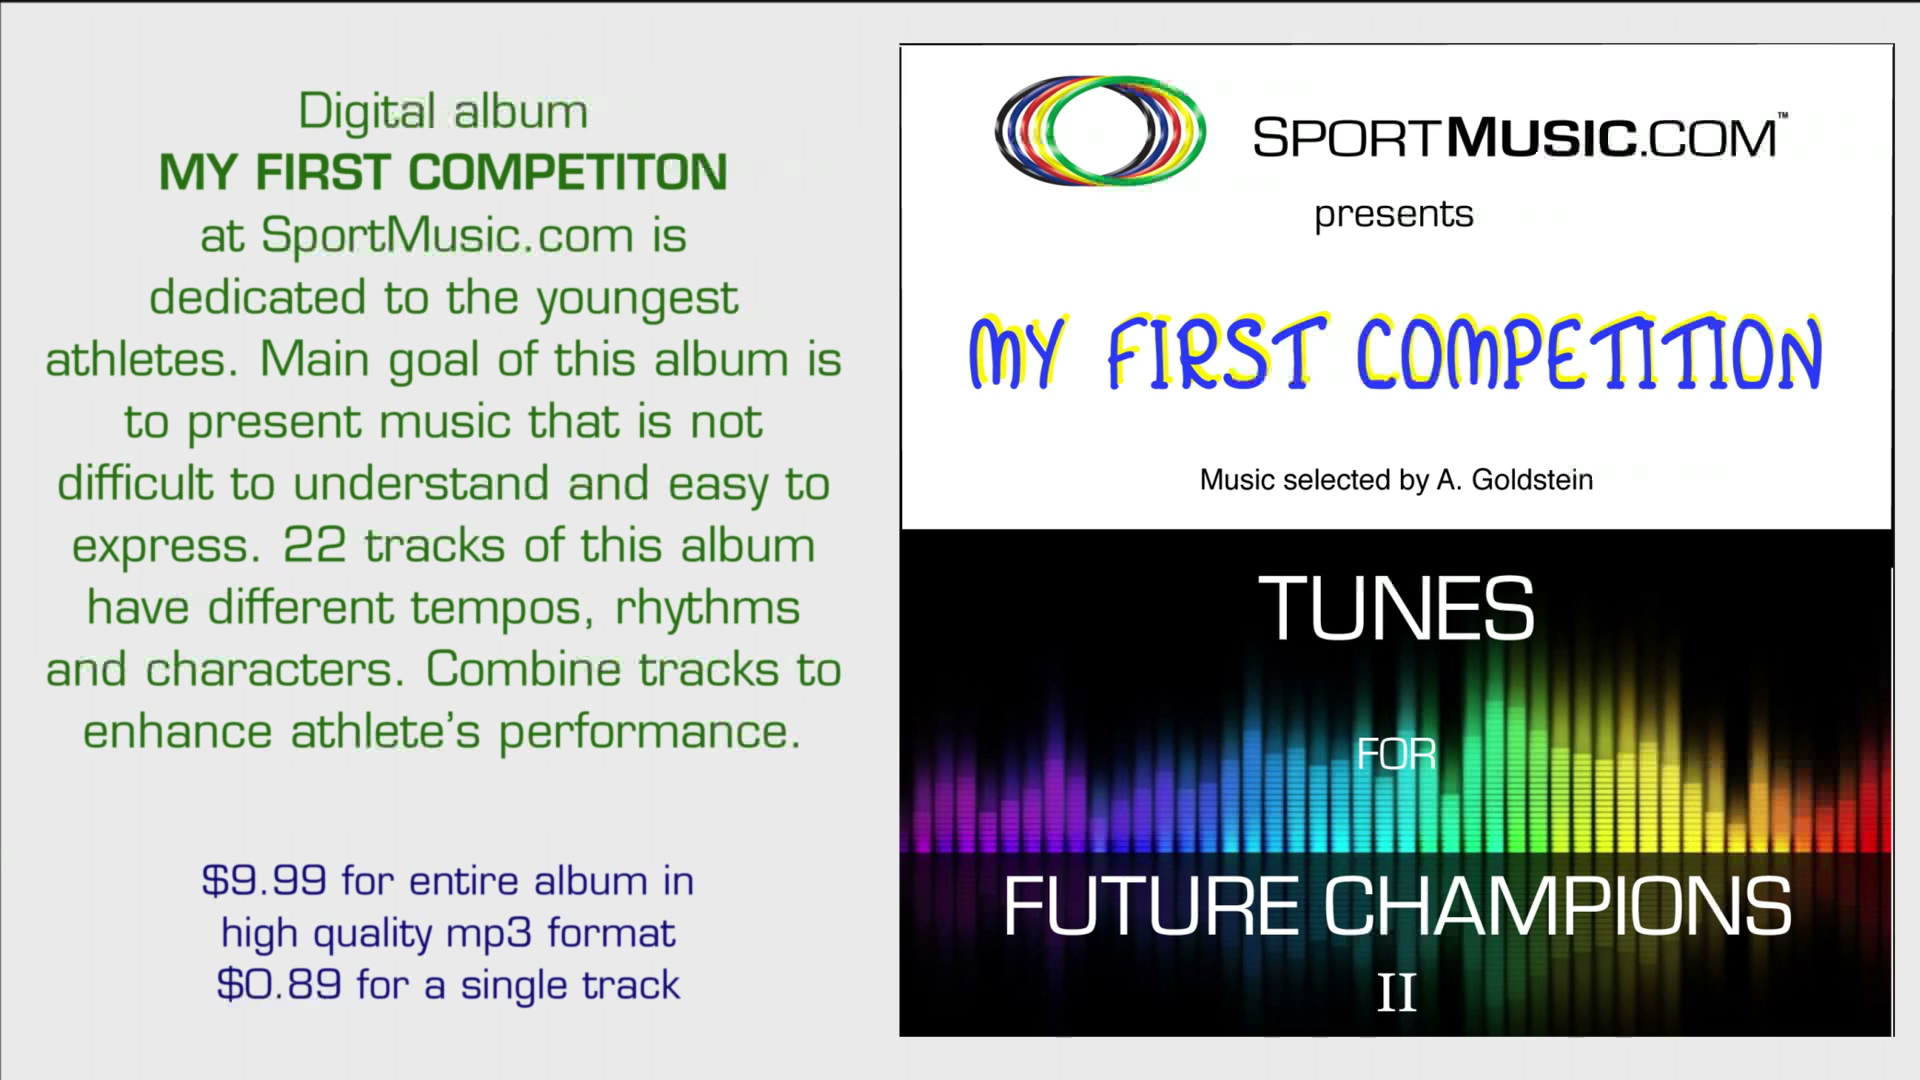 Digital album
MY FIRST COMPETITON
at SportMusic.com is
dedicated to the youngest
athletes. Main goal of this album is
to present music that is not
difficult to understand and easy to
express. 22 tracks of this album
have different tempos, rhythms
and characters. Combine tracks to
enhance athlete’s performance.
$9.99 for entire album in
high quality mp3 format
$0.89 for a single track
SPORTMUSIC.COM™
presents
MY FIRST COMPETITION
Music selected by A. Goldstein
TUNES
FOR
FUTURE CHAMPIONS
II